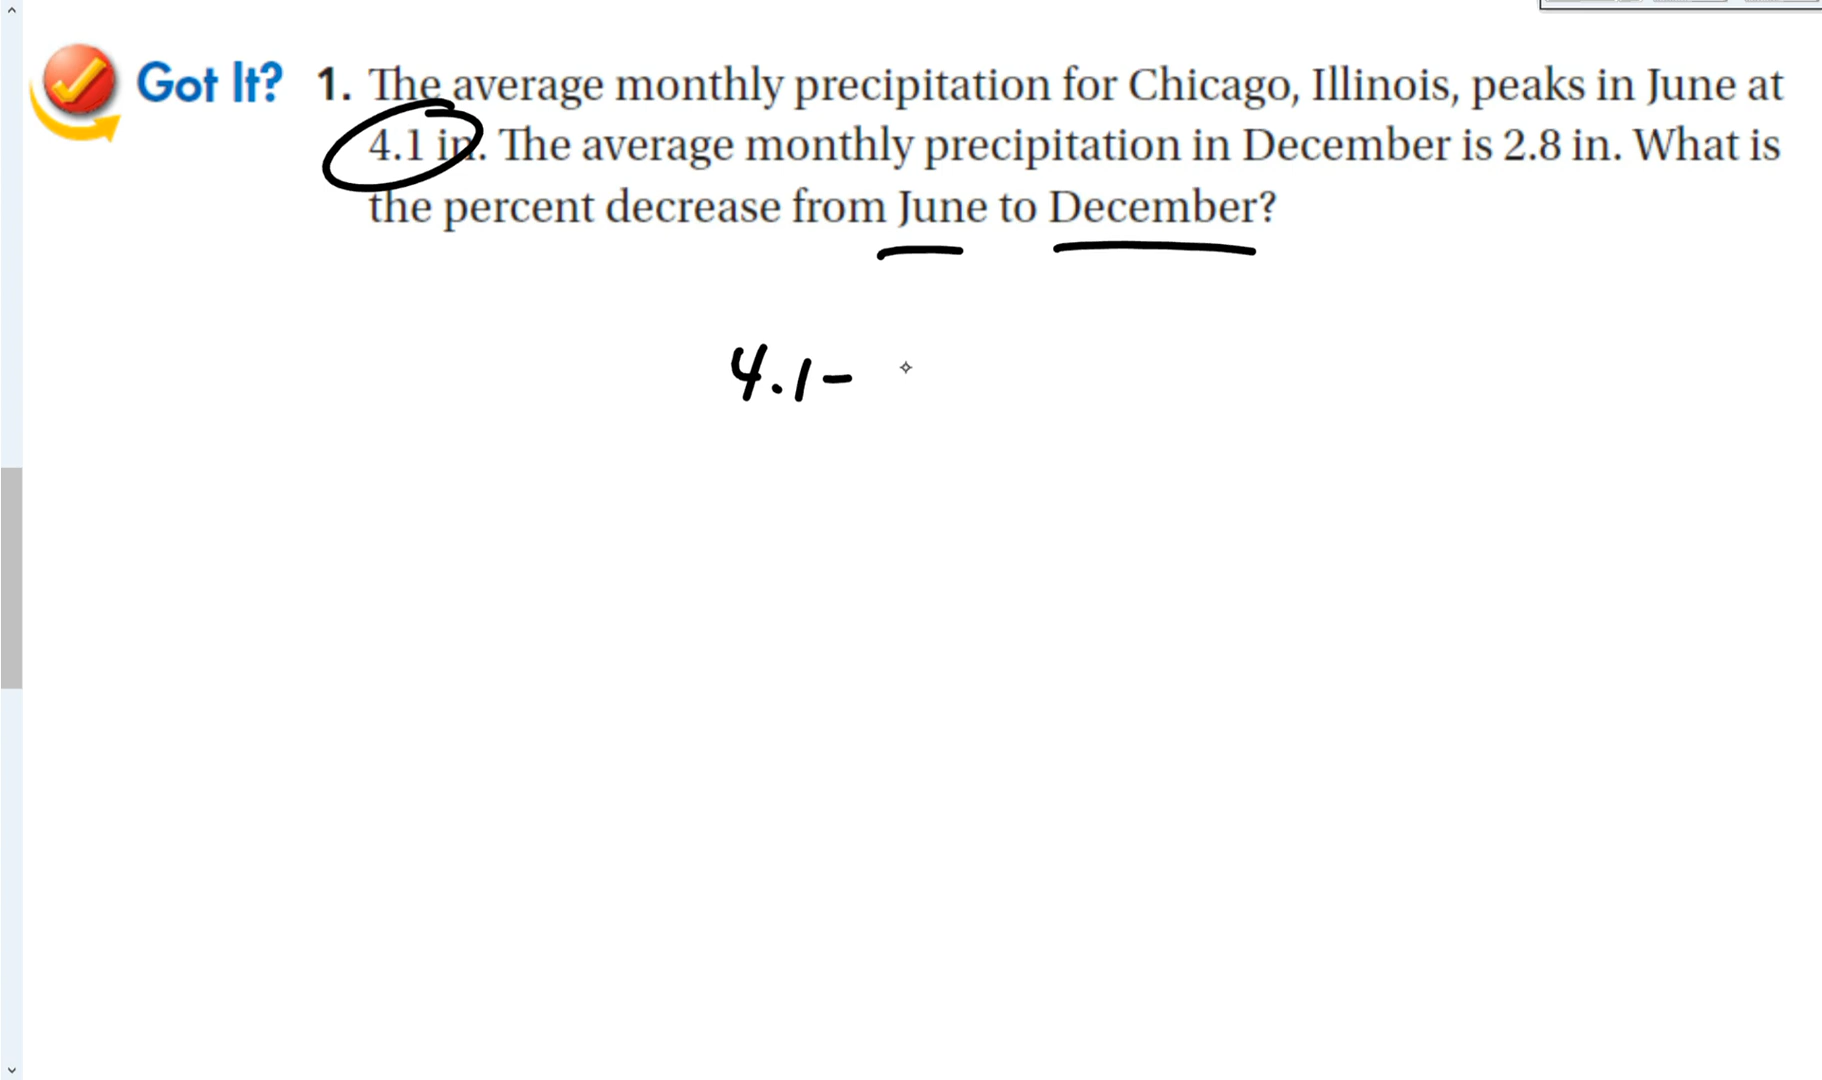 Got It? 1. The average monthly precipitation for Chicago, Illinois, peaks in June at
4.1 in. The average monthly precipitation in December is 2.8 in. What is
the percent decrease from June to December?
4.1-